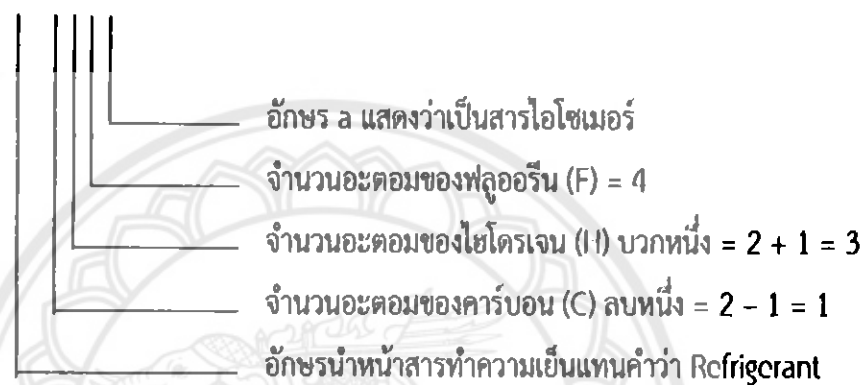 อักษร a แสดงว่าเป็นสารไอโซเมอร์
จำนวนอะตอมของฟลูออรีน (F) = 4
จำนวนอะตอมของไฮโดรเจน (H) บวกหนึ่ง = 2 + 1 = 3
จำนวนอะตอมของคาร์บอน (C) ลบหนึ่ง = 2 – 1 = 1
อักษรนำหน้าสารทำความเย็นแทนคำว่า Refrigerant